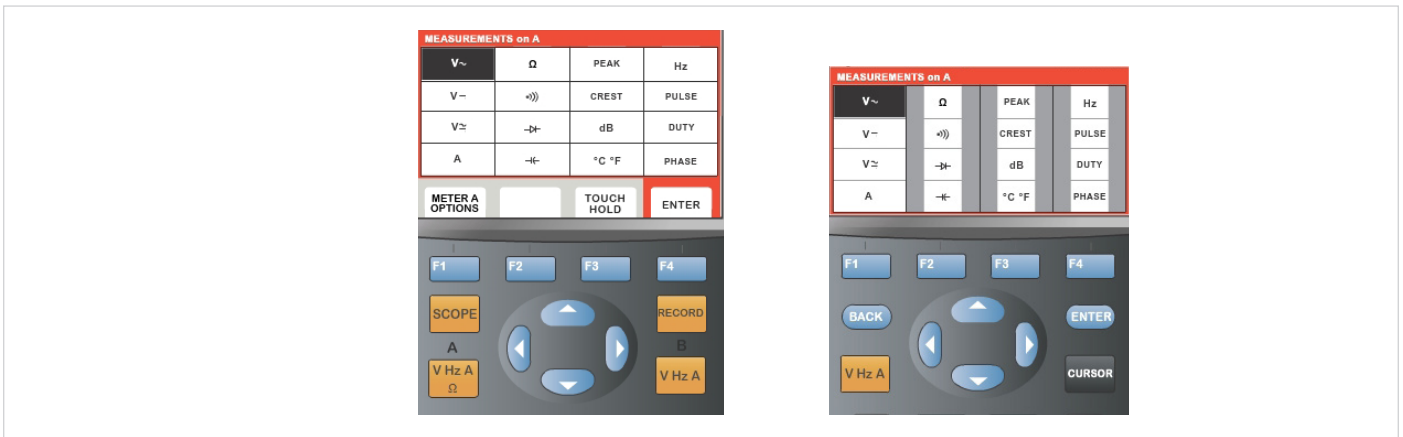 MEASUREMENTS on A
V~ Ω PEAK Hz
V– •))) CREST PULSE
V≃ dB DUTY
A °C °F PHASE
METER A TOUCH
OPTIONS HOLD ENTER
F1 F2 F3 F4
SCOPE RECORD
A B
V Hz A V Hz A
Ω
MEASUREMENTS on A
V~ Ω PEAK Hz
V– •))) CREST PULSE
V≃ dB DUTY
A °C °F PHASE
F1 F2 F3 F4
BACK ENTER
V Hz A CURSOR